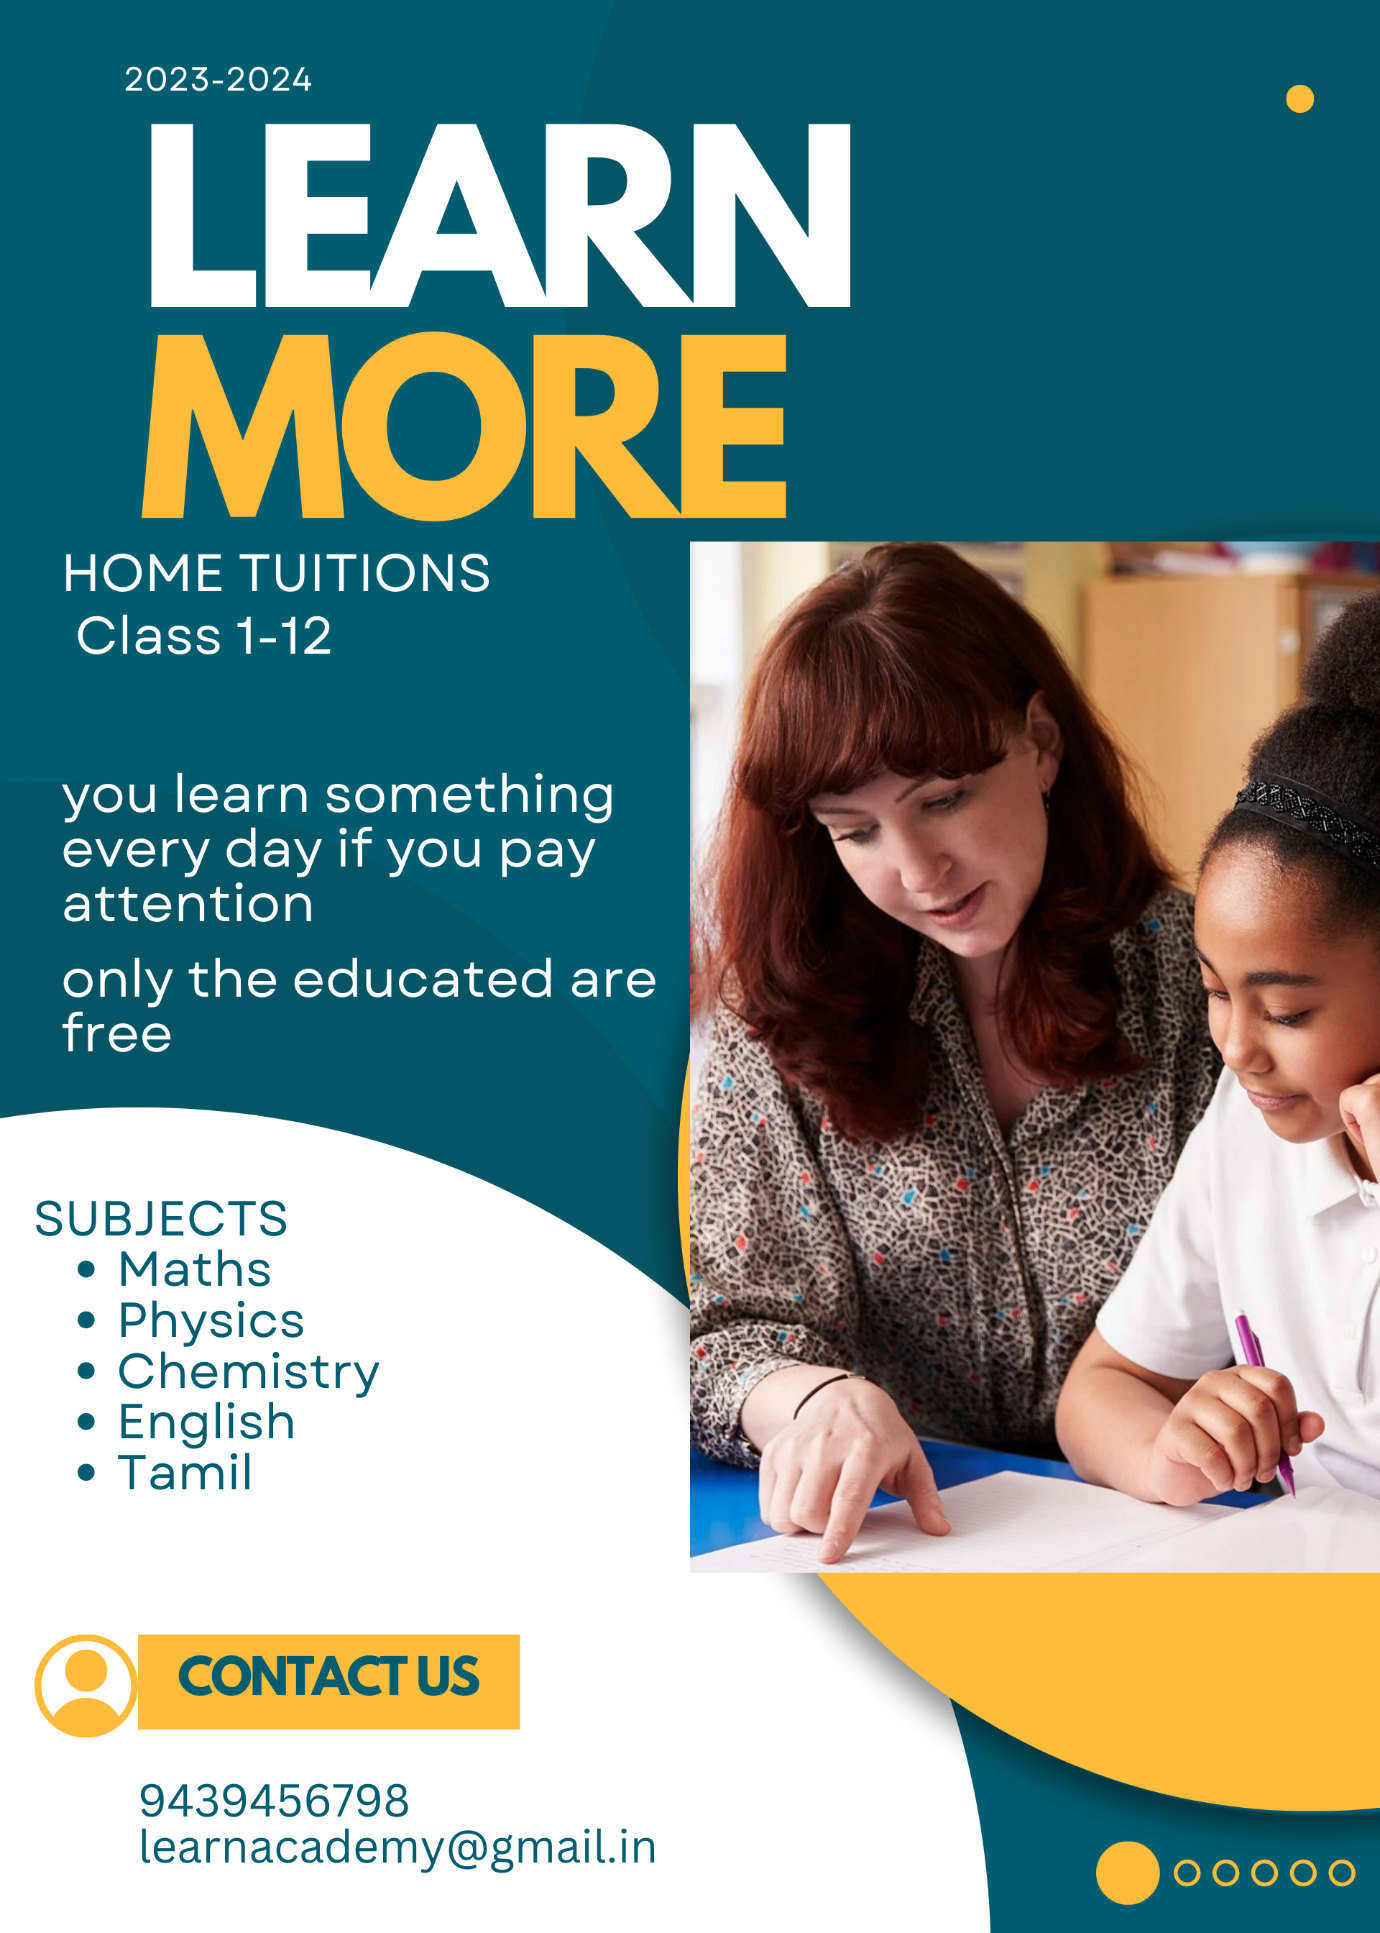 2023-2024
LEARN
MORE
HOME TUITIONS
Class 1-12
you learn something
every day if you pay
attention
only the educated are
free
SUBJECTS
• Maths
• Physics
• Chemistry
• English
• Tamil
CONTACT US
9439456798
learnacademy@gmail.in